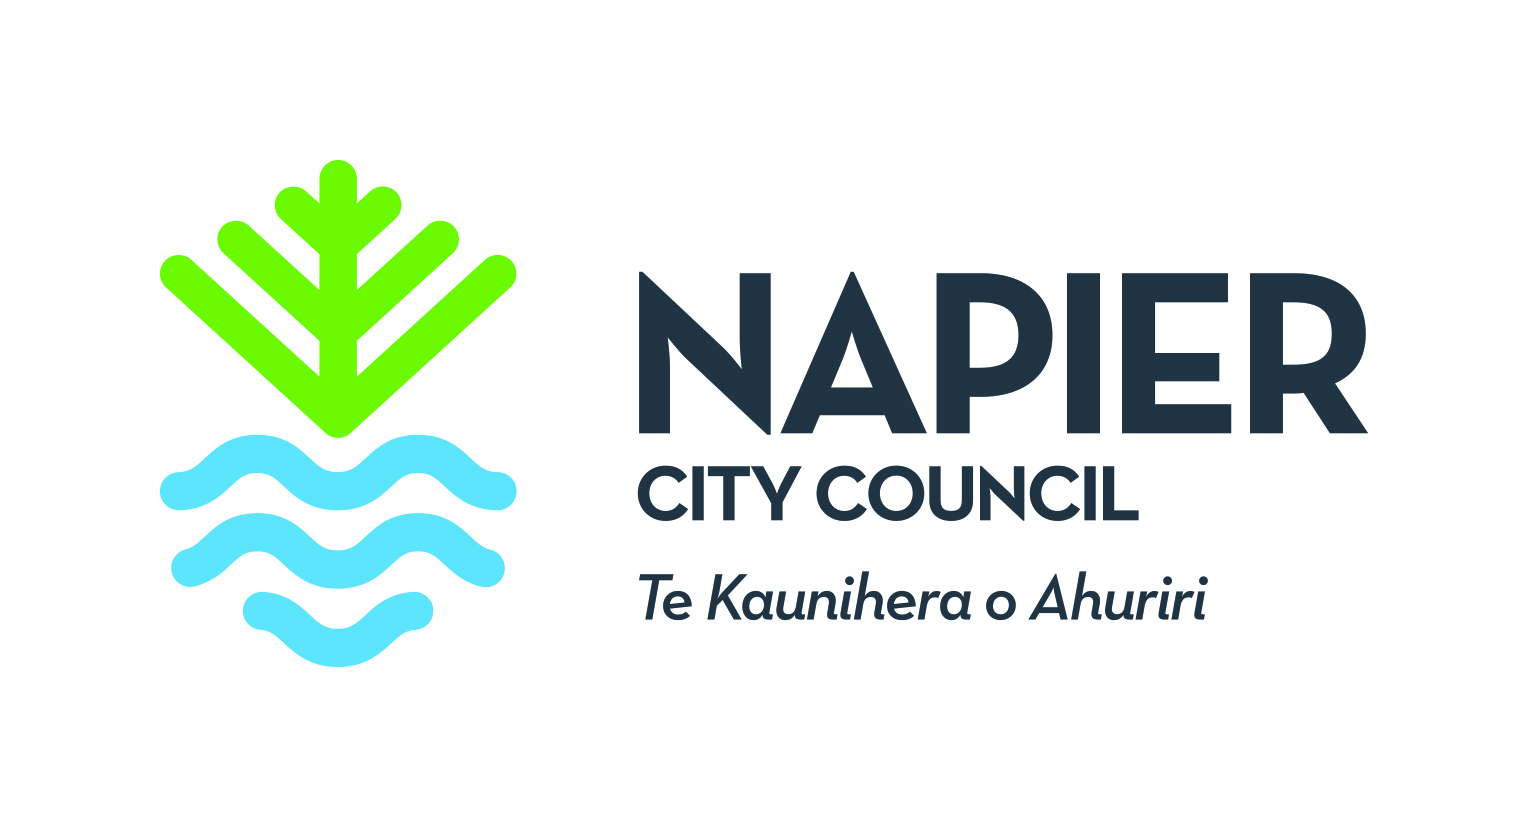 NAPIER
CITY COUNCIL
Te Kaunihera o Ahuriri